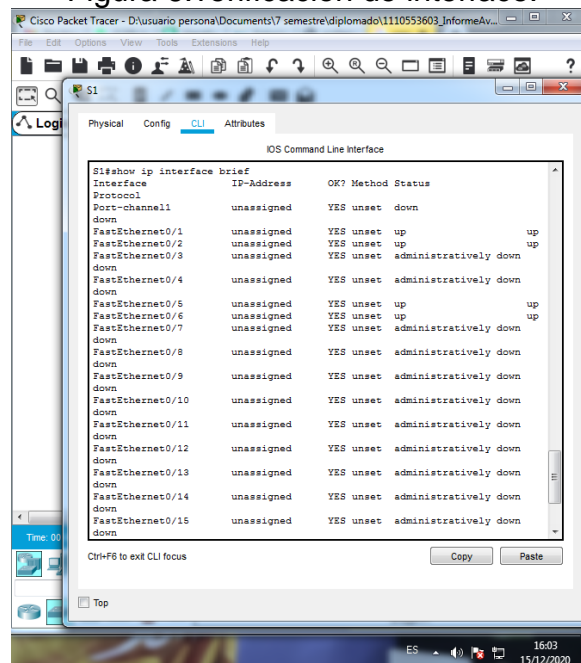 Figura 6.Verificación de interface.
Cisco Packet Tracer - D:\usuario persona\Documents\7 semestre\diplomado\1110553603_InformeAv...
File Edit Options View Tools Extensions Help
S1
Logi
Physical Config CLI Attributes
IOS Command Line Interface
S1#show ip interface brief
Interface IP-Address OK? Method Status
Protocol
Port-channel1 unassigned YES unset down
down
FastEthernet0/1 unassigned YES unset up up
FastEthernet0/2 unassigned YES unset up up
FastEthernet0/3 unassigned YES unset administratively down
down
FastEthernet0/4 unassigned YES unset administratively down
down
FastEthernet0/5 unassigned YES unset up up
FastEthernet0/6 unassigned YES unset up up
FastEthernet0/7 unassigned YES unset administratively down
down
FastEthernet0/8 unassigned YES unset administratively down
down
FastEthernet0/9 unassigned YES unset administratively down
down
FastEthernet0/10 unassigned YES unset administratively down
down
FastEthernet0/11 unassigned YES unset administratively down
down
FastEthernet0/12 unassigned YES unset administratively down
down
FastEthernet0/13 unassigned YES unset administratively down
down
FastEthernet0/14 unassigned YES unset administratively down
down
FastEthernet0/15 unassigned YES unset administratively down
down
Time: 00
Ctrl+F6 to exit CLI focus
Copy Paste
Top
ES
16:03
15/12/2020